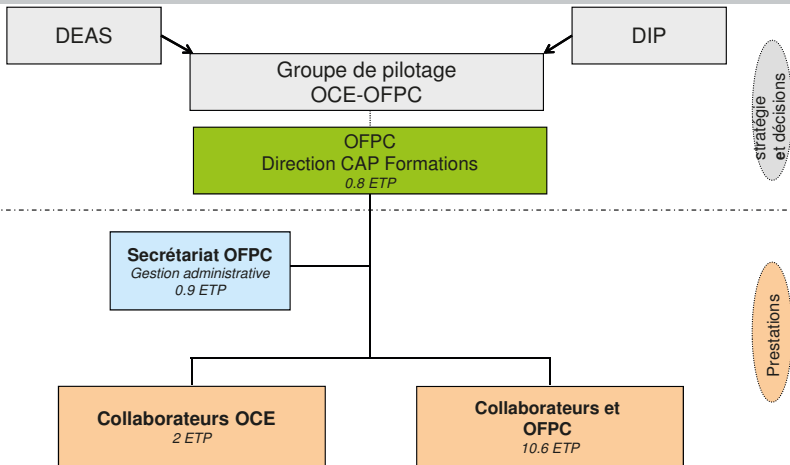 DEAS
DIP
Groupe de pilotage
OCE-OFPC
stratégie
et décisions
OFPC
Direction CAP Formations
0.8 ETP
Secrétariat OFPC
Gestion administrative
0.9 ETP
Prestations
Collaborateurs OCE
2 ETP
Collaborateurs et
OFPC
10.6 ETP